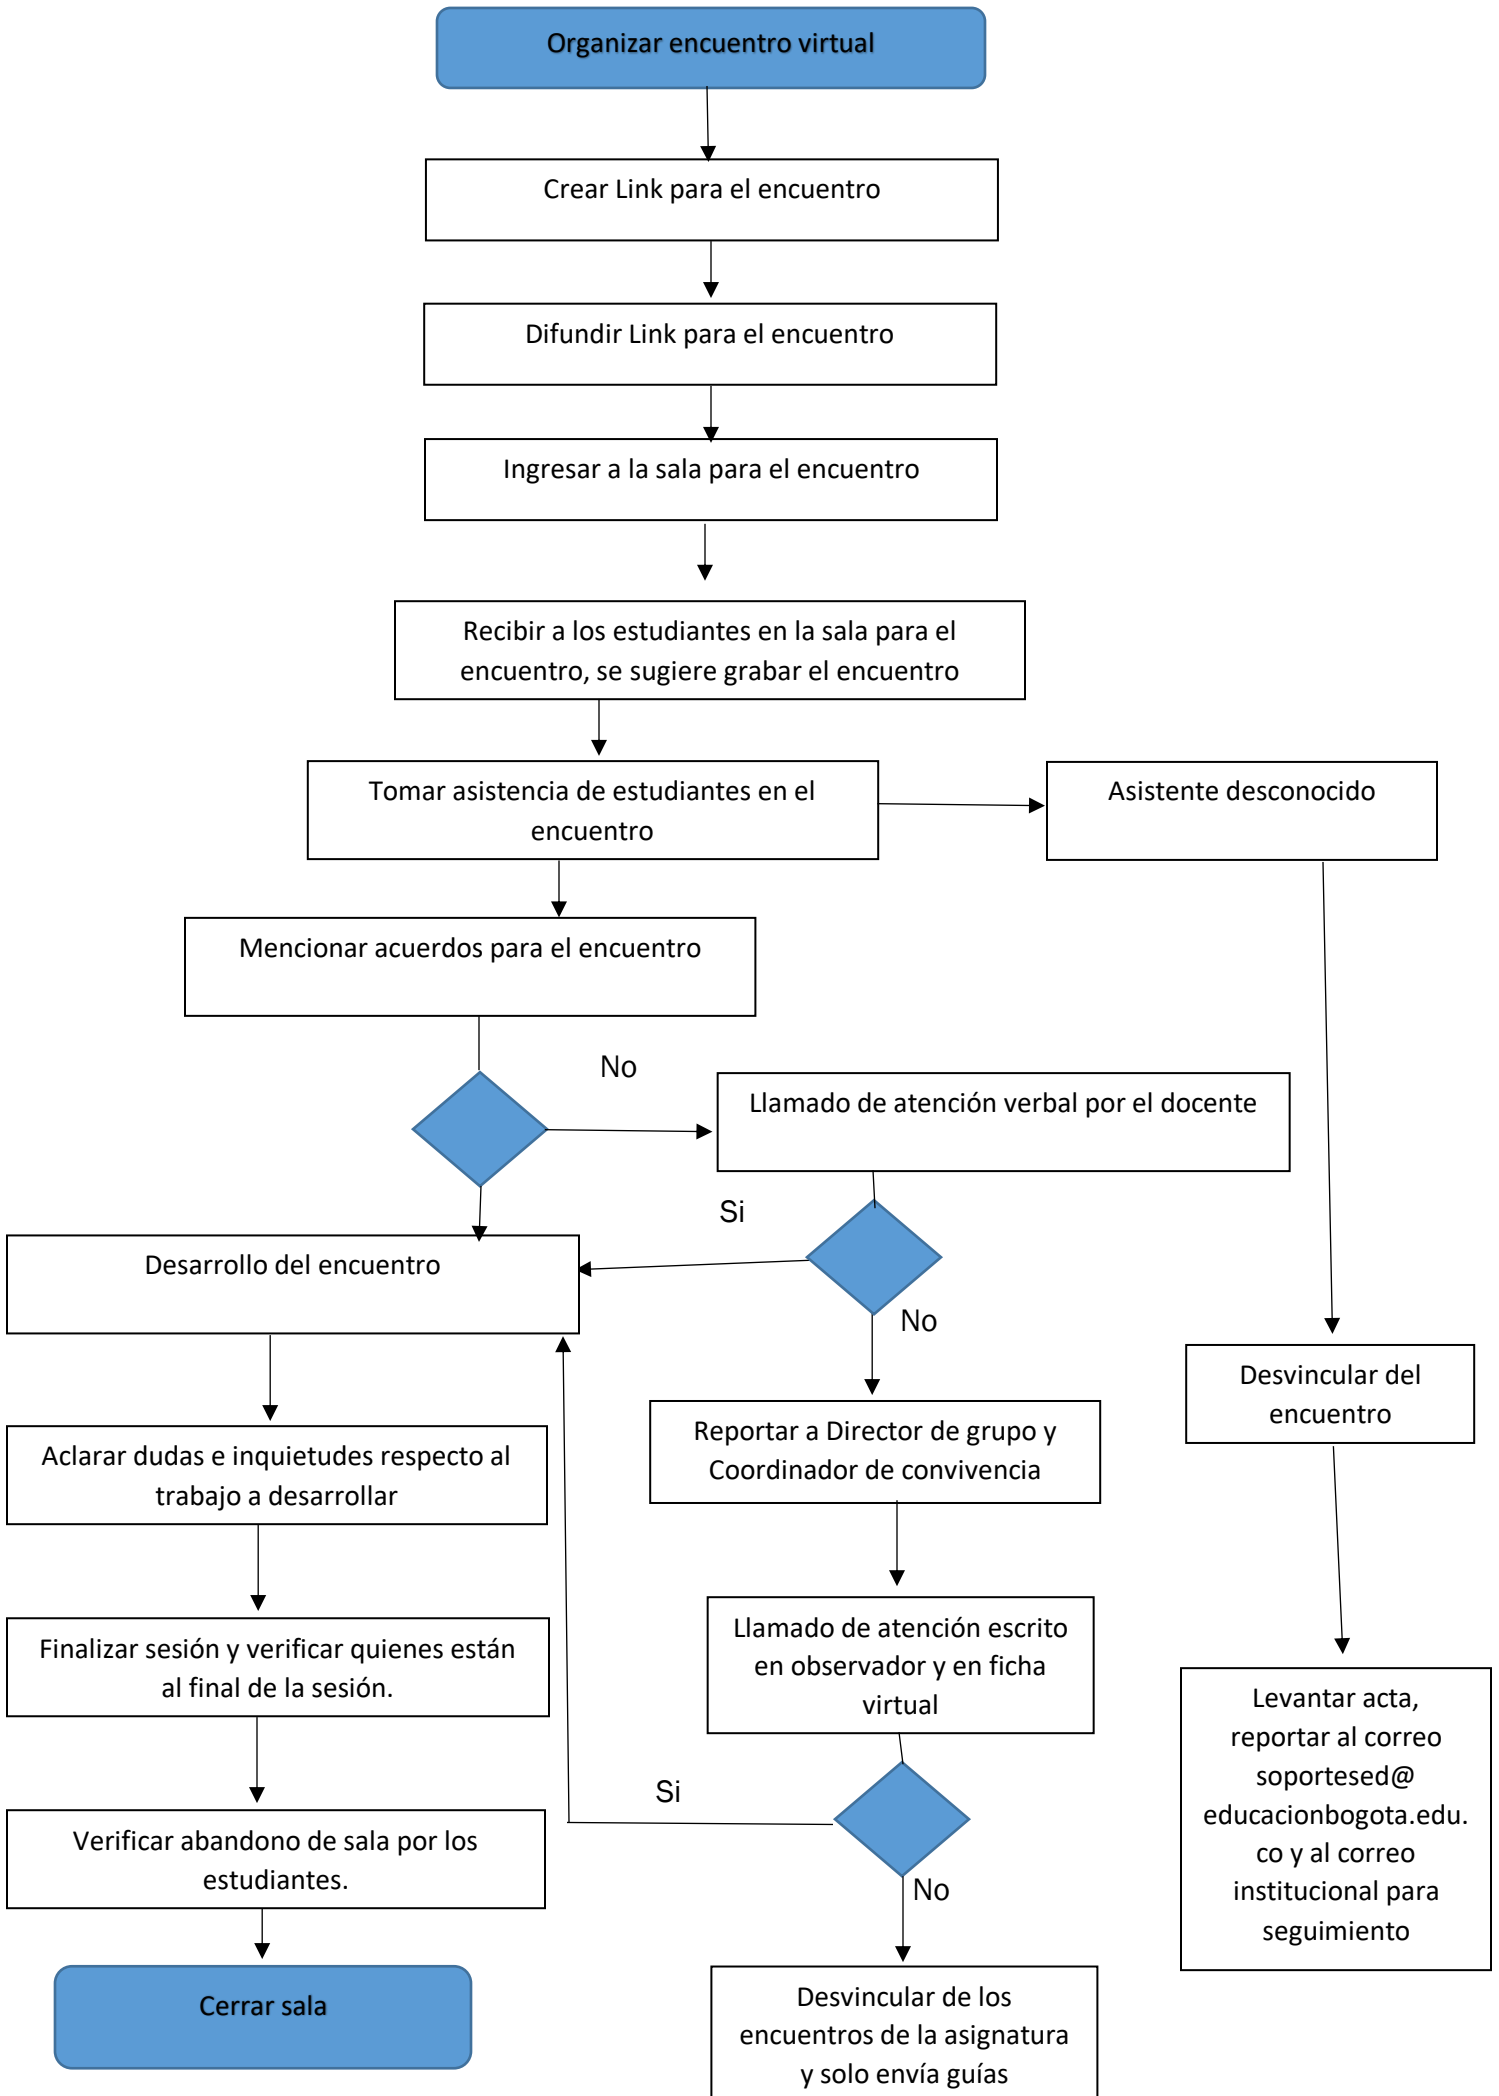 Organizar encuentro virtual
Crear Link para el encuentro
Difundir Link para el encuentro
Ingresar a la sala para el encuentro
Recibir a los estudiantes en la sala para el
encuentro, se sugiere grabar el encuentro
Tomar asistencia de estudiantes en el
encuentro
Asistente desconocido
Mencionar acuerdos para el encuentro
No
Llamado de atención verbal por el docente
Si
Desarrollo del encuentro
No
Desvincular del
encuentro
Reportar a Director de grupo y
Coordinador de convivencia
Aclarar dudas e inquietudes respecto al
trabajo a desarrollar
Llamado de atención escrito
en observador y en ficha
virtual
Finalizar sesión y verificar quienes están
al final de la sesión.
Levantar acta,
reportar al correo
soportesed@
educacionbogota.edu.
co y al correo
institucional para
seguimiento
Si
Verificar abandono de sala por los
estudiantes.
No
Cerrar sala
Desvincular de los
encuentros de la asignatura
y solo envía guías